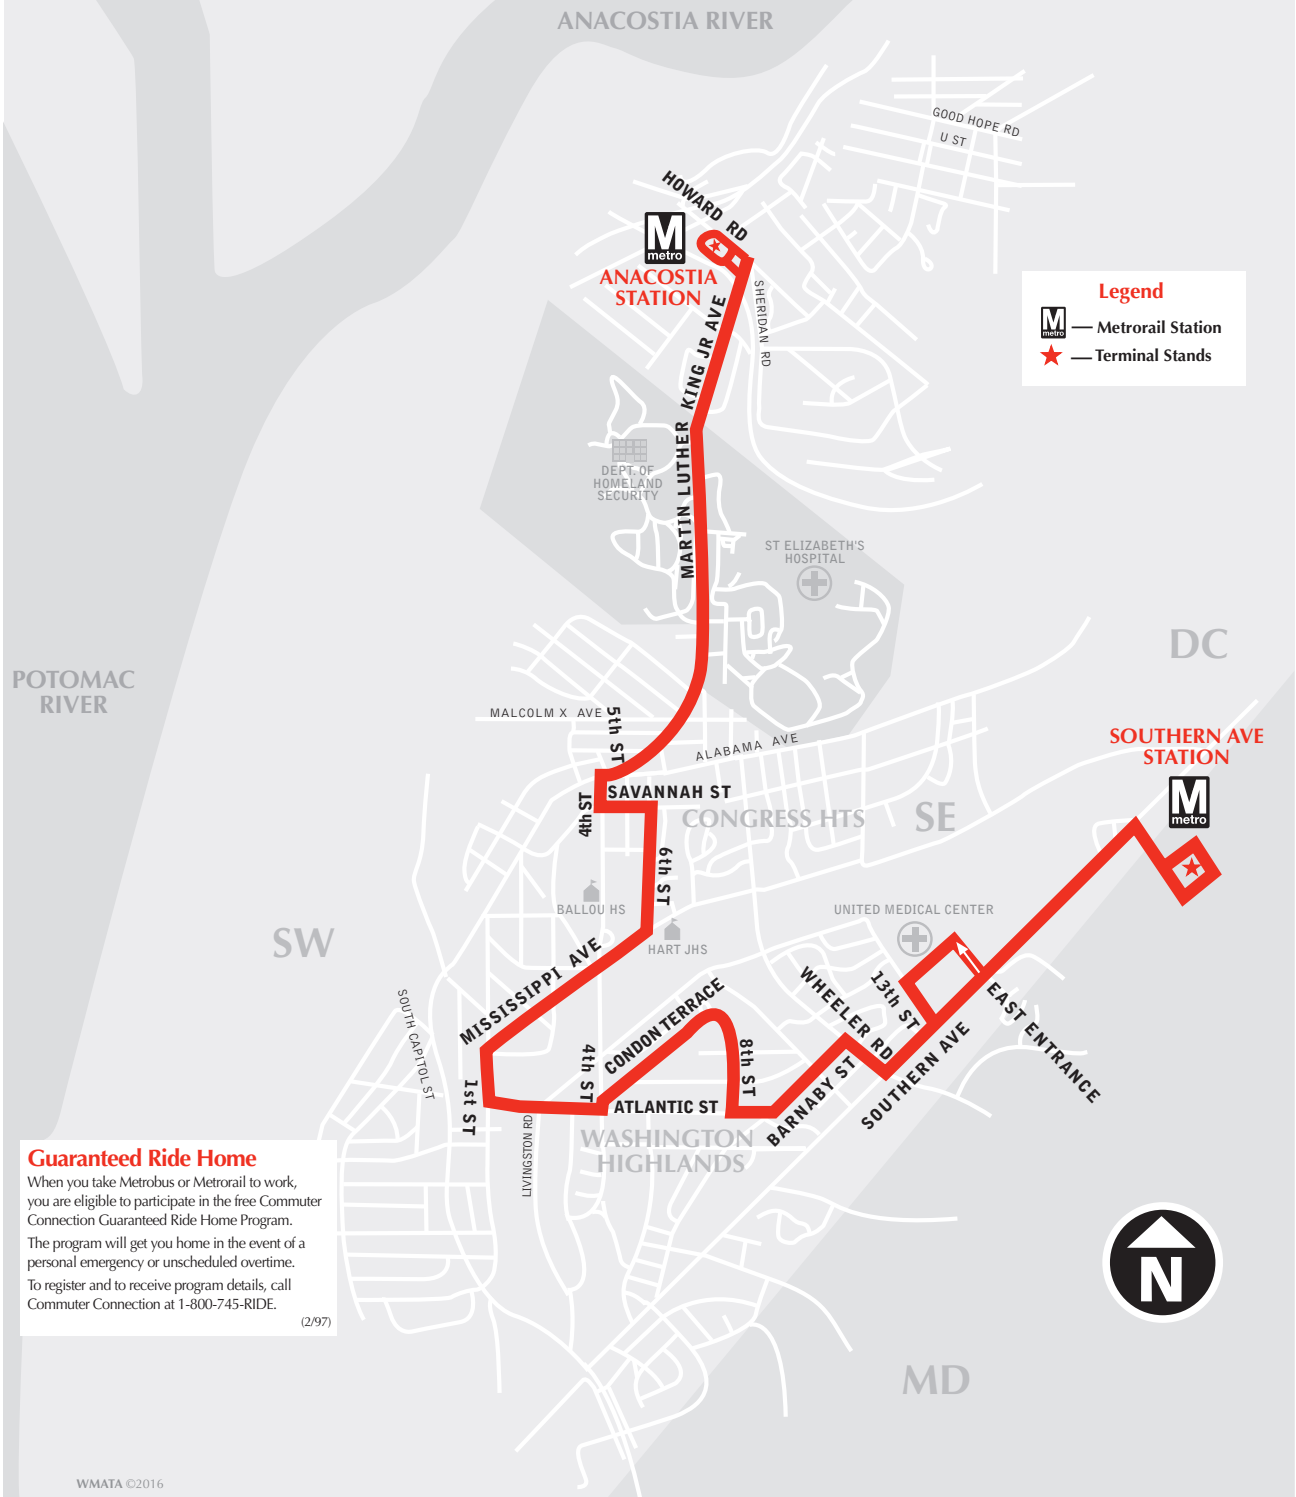 ANACOSTIA RIVER
GOOD HOPE RD
U ST
HOWARD RD
M
metro
ANACOSTIA
STATION
SHERIDAN RD
Legend
M
metro
— Metrorail Station
— Terminal Stands
MARTIN LUTHER KING JR AVE
DEPT. OF
HOMELAND
SECURITY
ST ELIZABETH'S
HOSPITAL
DC
POTOMAC
RIVER
MALCOLM X AVE
5th ST
ALABAMA AVE
SOUTHERN AVE
STATION
M
metro
SAVANNAH ST
4th ST
CONGRESS HTS
SE
6th ST
BALLOU HS
UNITED MEDICAL CENTER
SW
HART JHS
MISSISSIPPI AVE
WHEELER RD
13th ST
CONDON TERRACE
SOUTH CAPITOL ST
EAST ENTRANCE
SOUTHERN AVE
4th ST
8th ST
BARNABY ST
1st ST
ATLANTIC ST
LIVINGSTON RD
WASHINGTON
HIGHLANDS
Guaranteed Ride Home
When you take Metrobus or Metrorail to work,
you are eligible to participate in the free Commuter
Connection Guaranteed Ride Home Program.
The program will get you home in the event of a
personal emergency or unscheduled overtime.
To register and to receive program details, call
Commuter Connection at 1-800-745-RIDE.
(2/97)
N
MD
WMATA ©2016